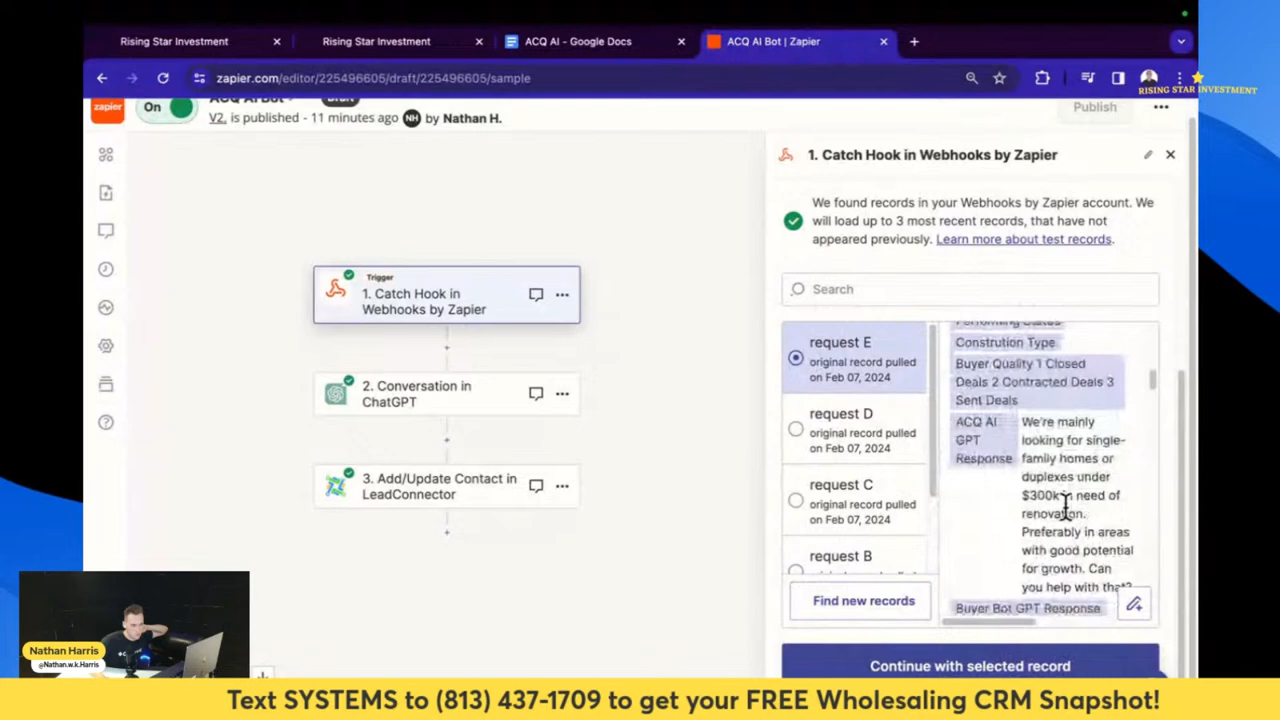 Rising Star Investment
Rising Star Investment
ACQ AI - Google Docs
ACQ AI Bot | Zapier
zapier.com/editor/225496605/draft/225496605/sample
RISING STAR INVESTMENT
zapier
On
ACQ AI Bot
Draft
V2. is published - 11 minutes ago NH by Nathan H.
Publish
1. Catch Hook in Webhooks by Zapier
We found records in your Webhooks by Zapier account. We
will load up to 3 most recent records, that have not
appeared previously. Learn more about test records.
Search
Trigger
1. Catch Hook in
Webhooks by Zapier
2. Conversation in
ChatGPT
3. Add/Update Contact in
LeadConnector
request E
original record pulled
on Feb 07, 2024
request D
original record pulled
on Feb 07, 2024
request C
original record pulled
on Feb 07, 2024
request B
Performing States
Constrution Type
Buyer Quality 1 Closed
Deals 2 Contracted Deals 3
Sent Deals
ACQ AI
GPT
Response
We're mainly
looking for single-
family homes or
duplexes under
$300k in need of
renovation.
Preferably in areas
with good potential
for growth. Can
you help with that?
Buyer Bot GPT Response
Find new records
Continue with selected record
Nathan Harris
@Nathan.w.k.Harris
Text SYSTEMS to (813) 437-1709 to get your FREE Wholesaling CRM Snapshot!